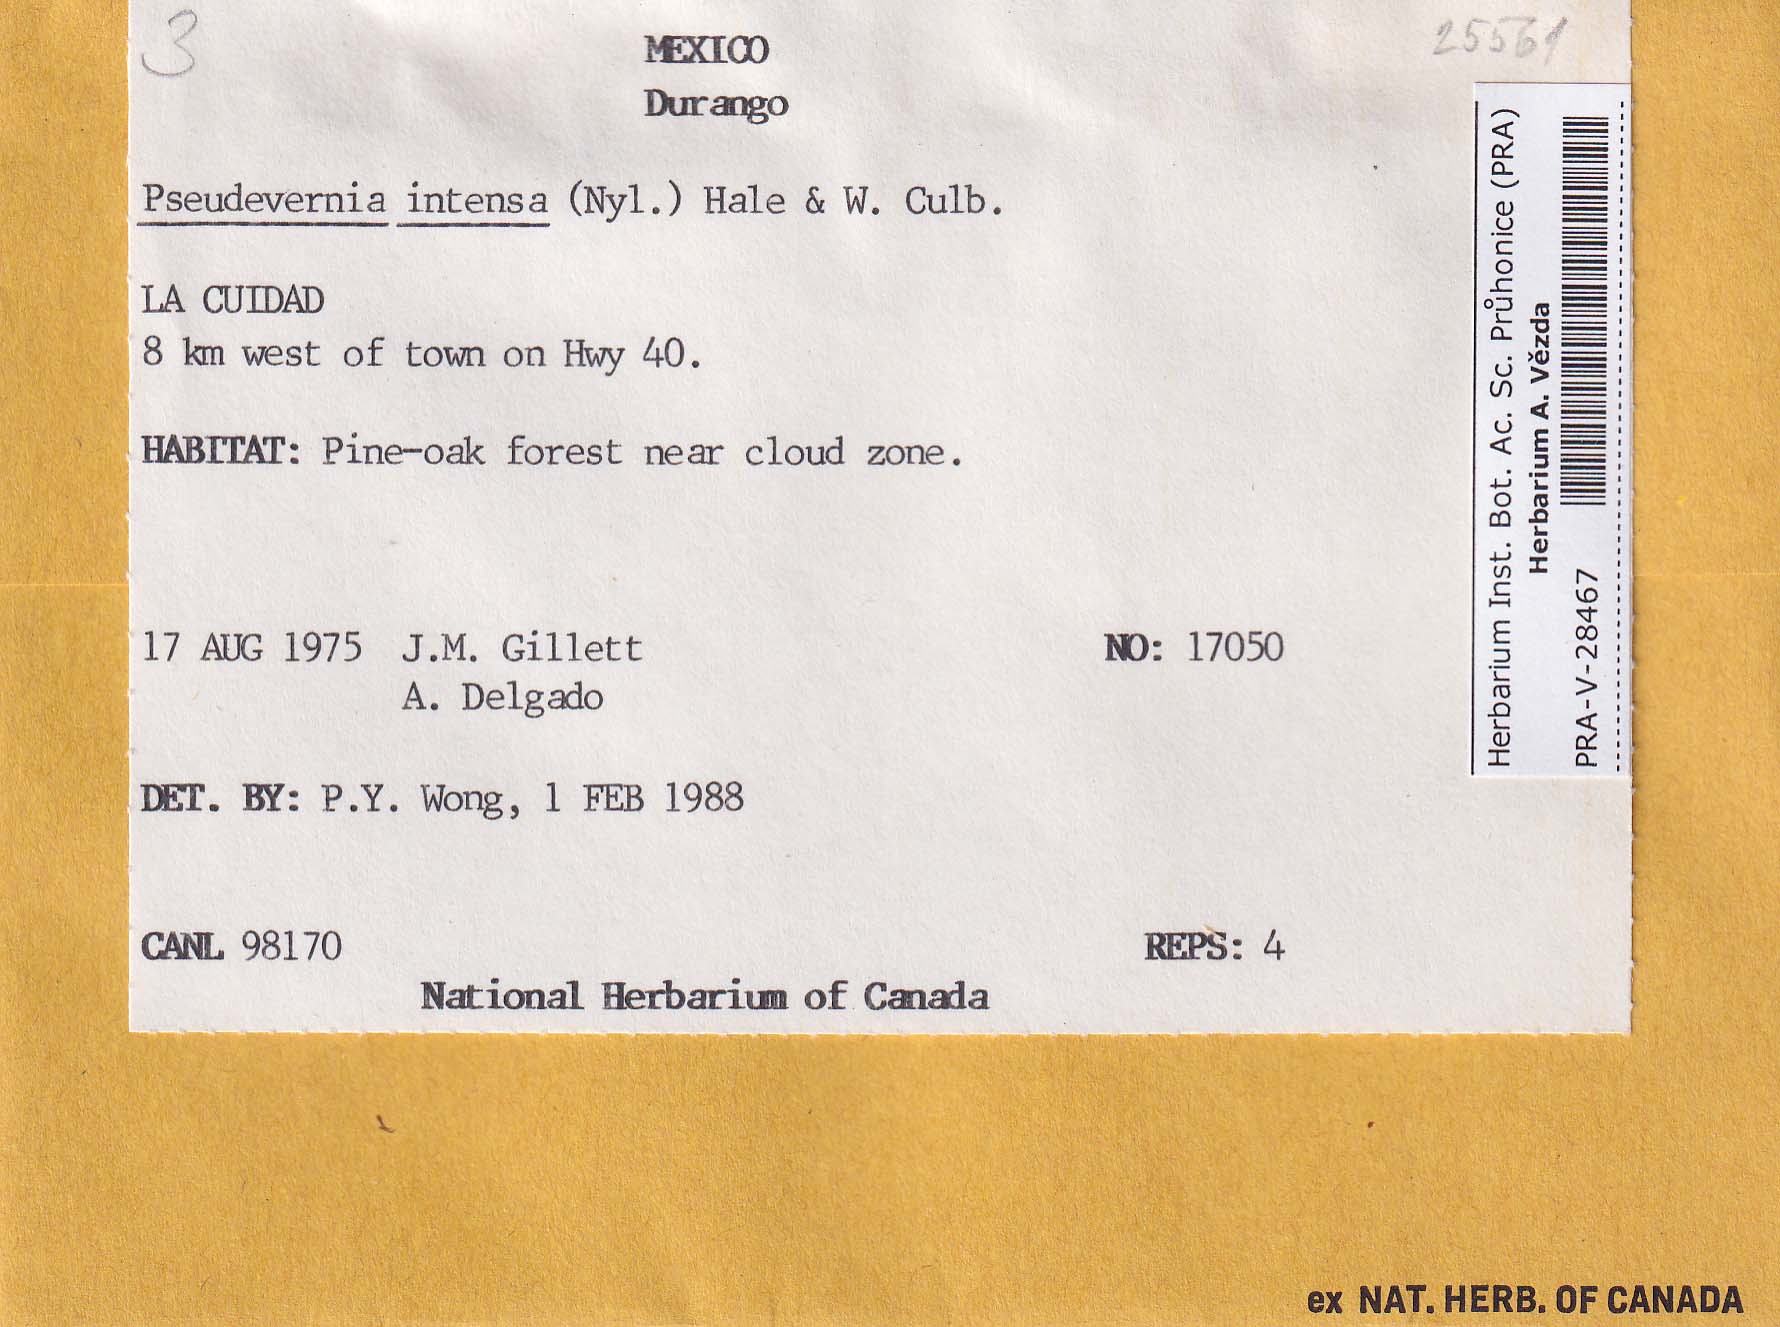 3
25561
MEXICO
Durango
Pseudevernia intensa (Nyl.) Hale & W. Culb.
LA CUIDAD
8 km west of town on Hwy 40.
HABITAT: Pine-oak forest near cloud zone.
17 AUG 1975 J.M. Gillett NO: 17050
A. Delgado
DET. BY: P.Y. Wong, 1 FEB 1988
CANL 98170 REPS: 4
National Herbarium of Canada
Herbarium Inst. Bot. Ac. Sc. Průhonice (PRA)
Herbarium A. Vězda
PRA-V-28467
ex NAT. HERB. OF CANADA